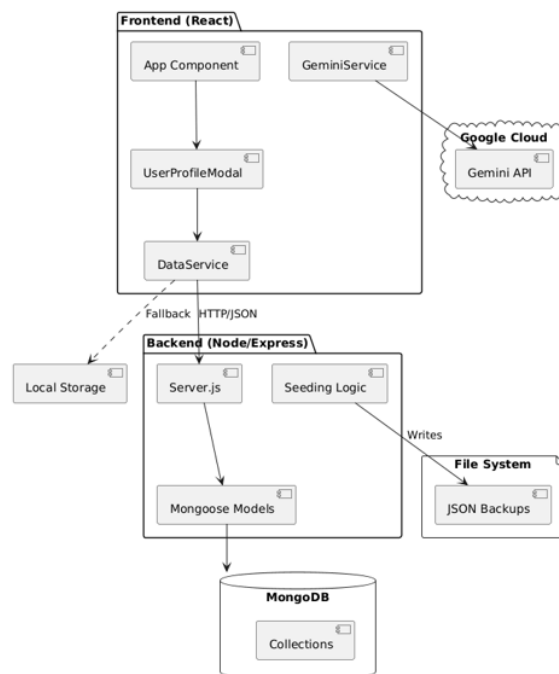 Frontend (React)
App Component
GeminiService
Google Cloud
Gemini API
UserProfileModal
DataService
Fallback
HTTP/JSON
Backend (Node/Express)
Local Storage
Server.js
Seeding Logic
Writes
File System
Mongoose Models
JSON Backups
MongoDB
Collections